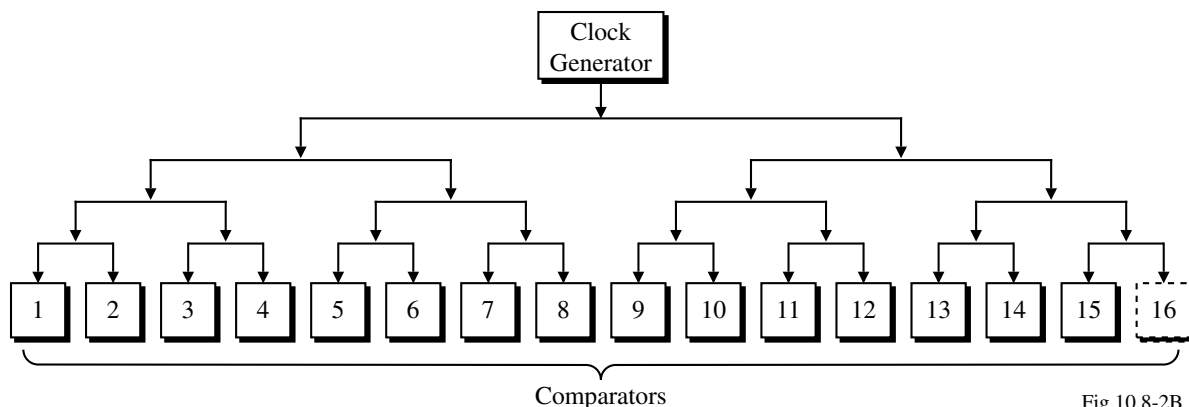 Clock
Generator
1 2 3 4 5 6 7 8 9 10 11 12 13 14 15 16
Comparators
Fig.10.8-2B